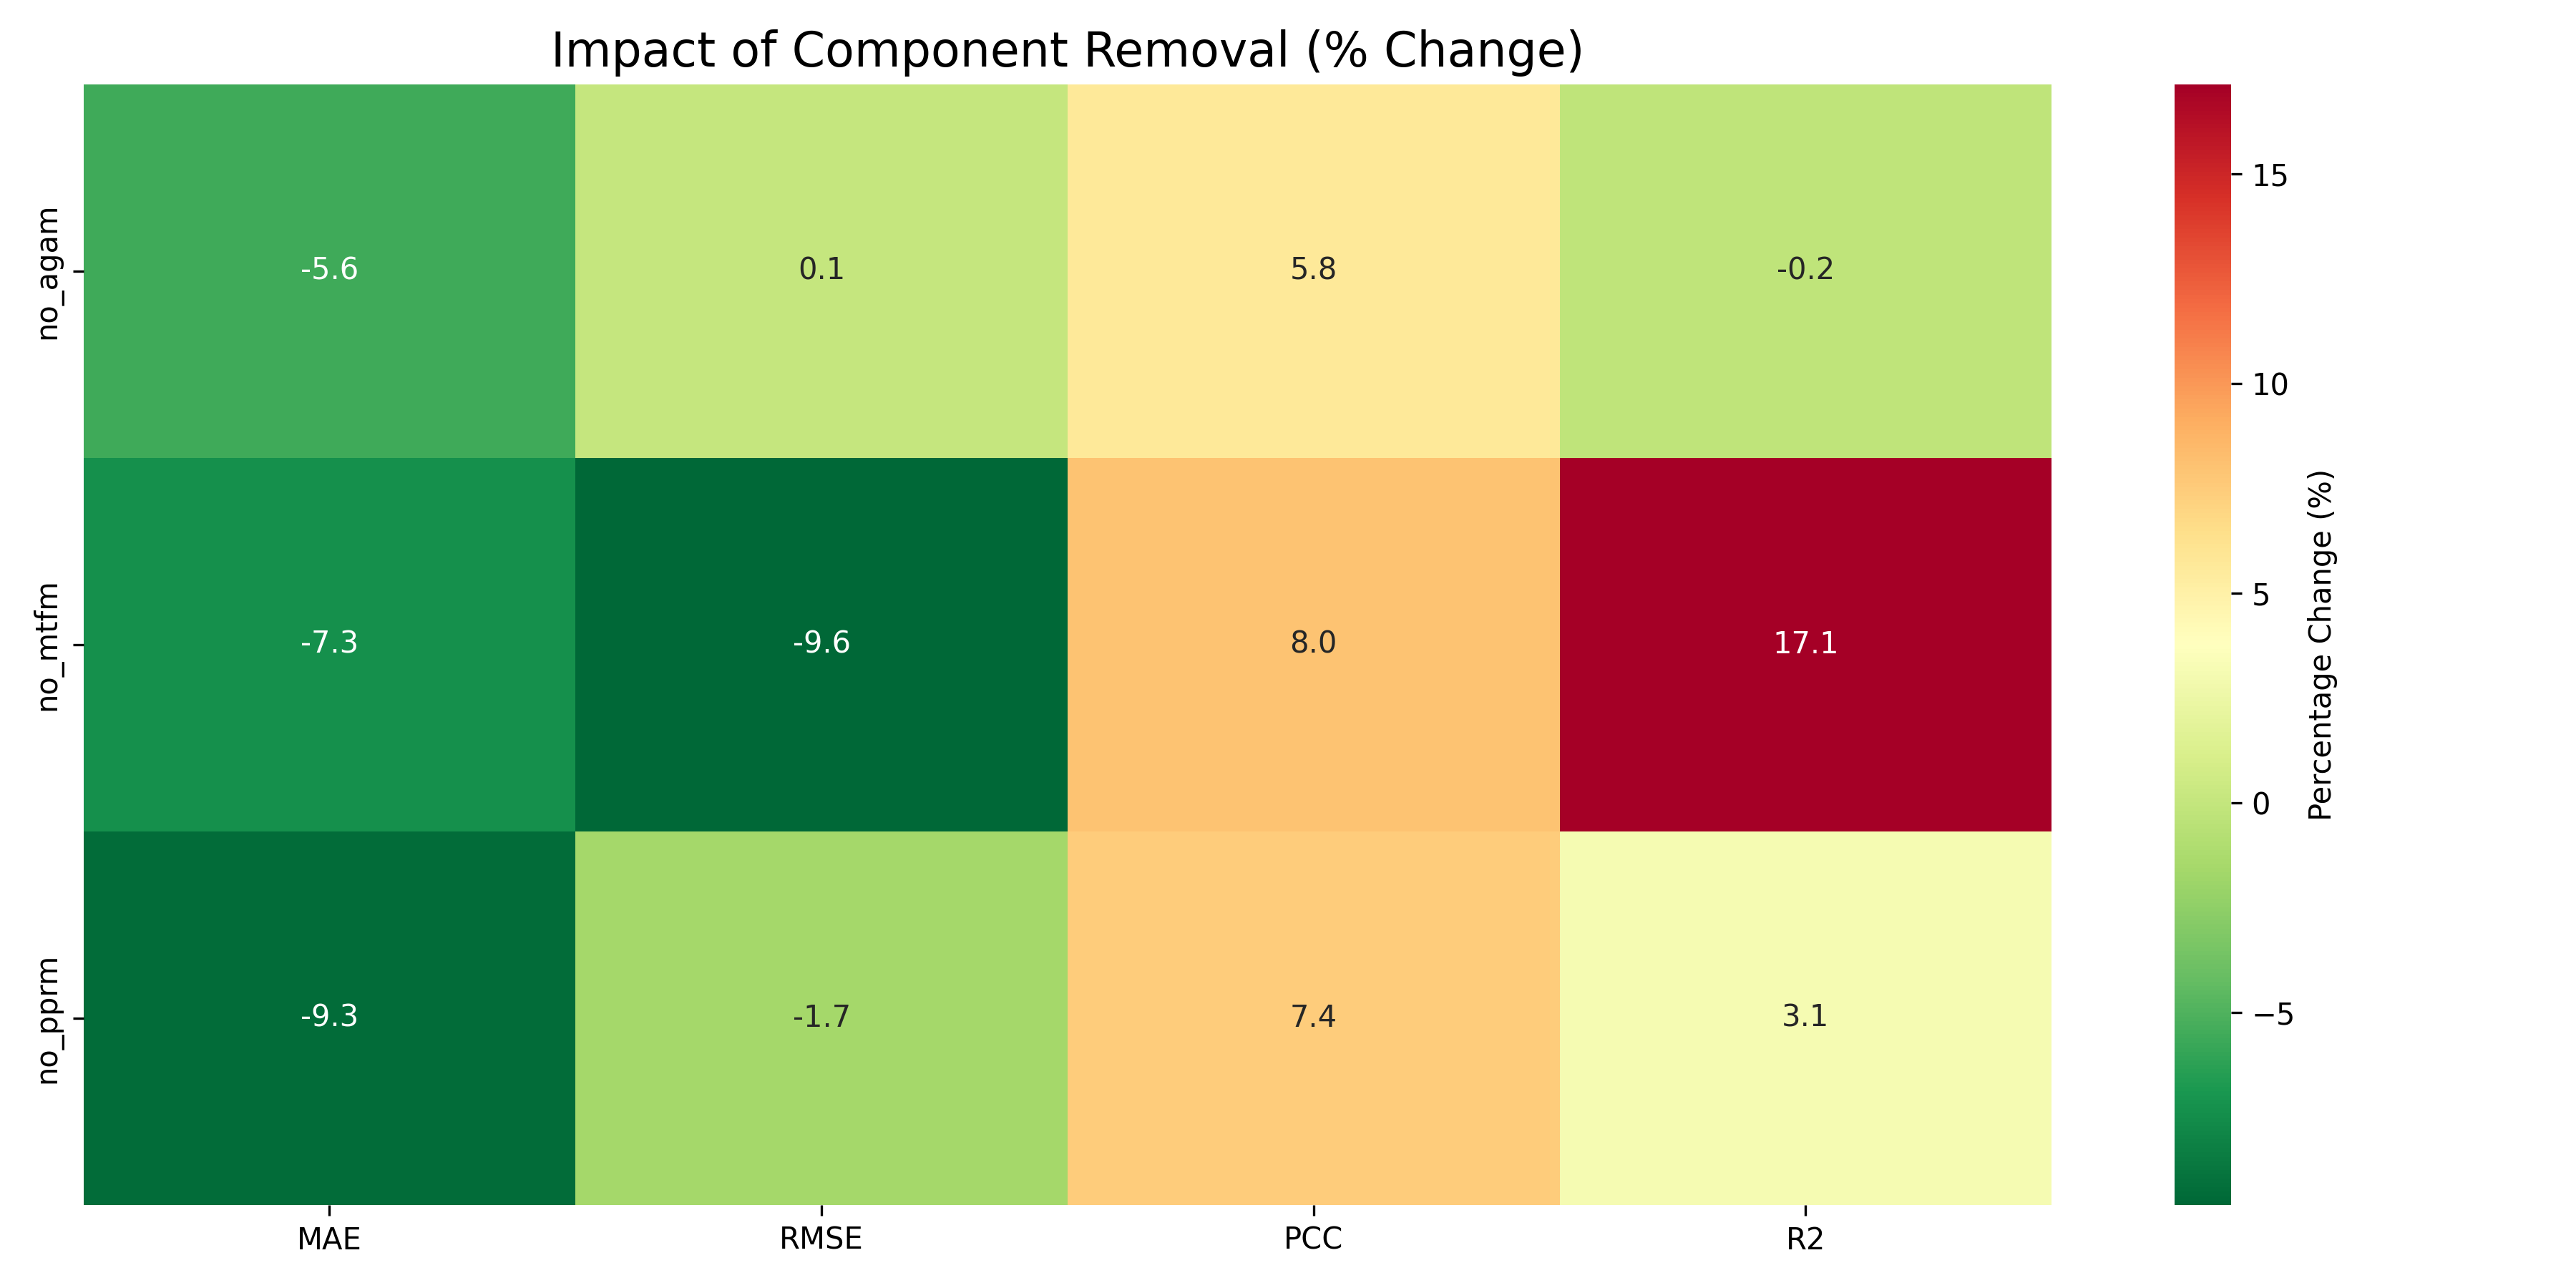 Impact of Component Removal (% Change)
no_agam
-5.6
0.1
5.8
-0.2
no_mtfm
-7.3
-9.6
8.0
17.1
no_pprm
-9.3
-1.7
7.4
3.1
MAE
RMSE
PCC
R2
15
10
5
0
−5
Percentage Change (%)